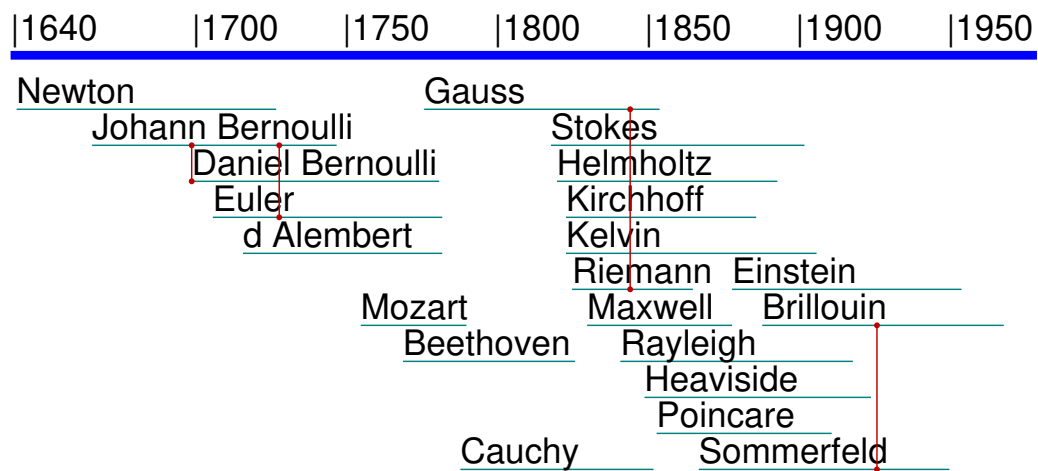 |1640 |1700 |1750 |1800 |1850 |1900 |1950
Newton Gauss
Johann Bernoulli Stokes
Daniel Bernoulli Helmholtz
Euler Kirchhoff
d Alembert Kelvin
Riemann Einstein
Mozart Maxwell Brillouin
Beethoven Rayleigh
Heaviside
Poincare
Cauchy Sommerfeld